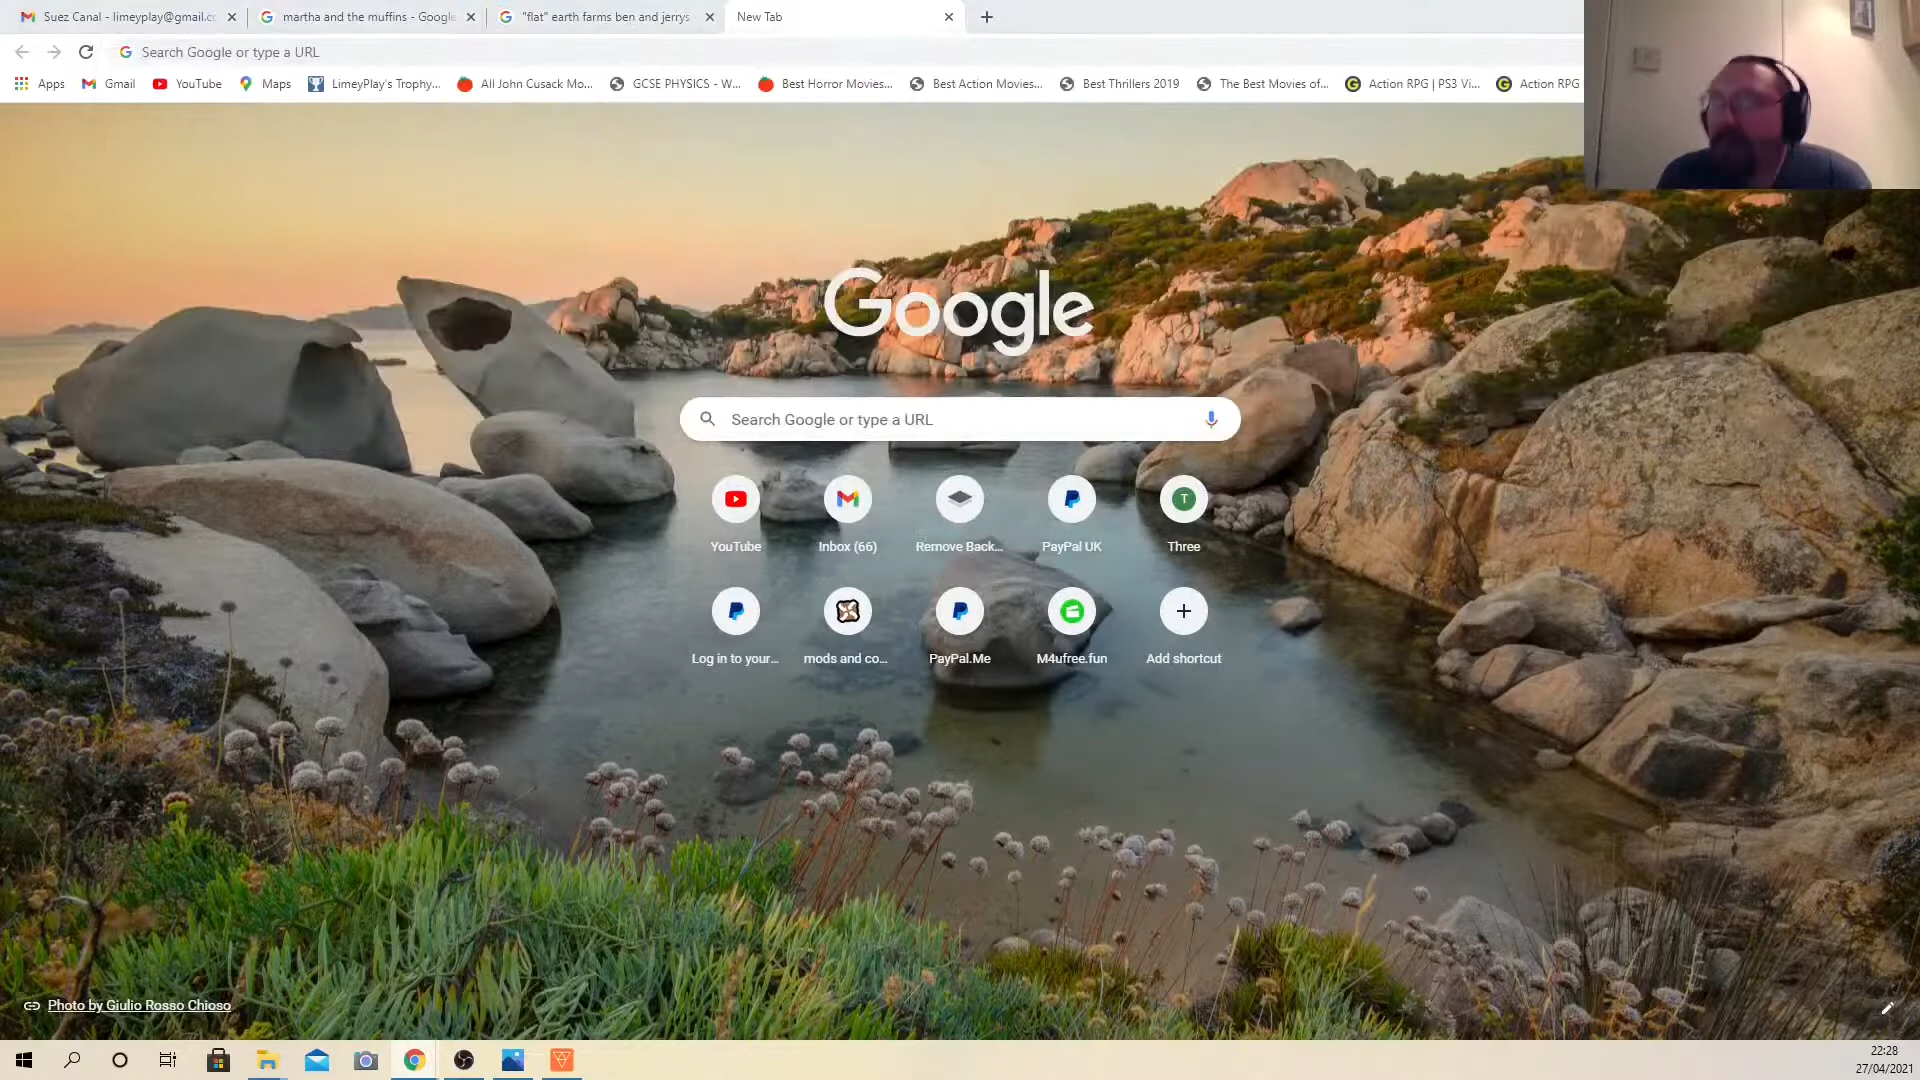 Suez Canal - limeyplay@gmail.cc
martha and the muffins - Google
"flat" earth farms ben and jerrys
New Tab
Search Google or type a URL
Apps
Gmail
YouTube
Maps
LimeyPlay's Trophy...
All John Cusack Mo...
GCSE PHYSICS - W...
Best Horror Movies...
Best Action Movies...
Best Thrillers 2019
The Best Movies of...
Action RPG | PS3 Vi...
Action RPG
Google
Search Google or type a URL
YouTube
Inbox (66)
Remove Back...
PayPal UK
T
Three
Log in to your...
mods and co...
PayPal.Me
M4ufree.fun
Add shortcut
Photo by Giulio Rosso Chioso
22:28
27/04/2021